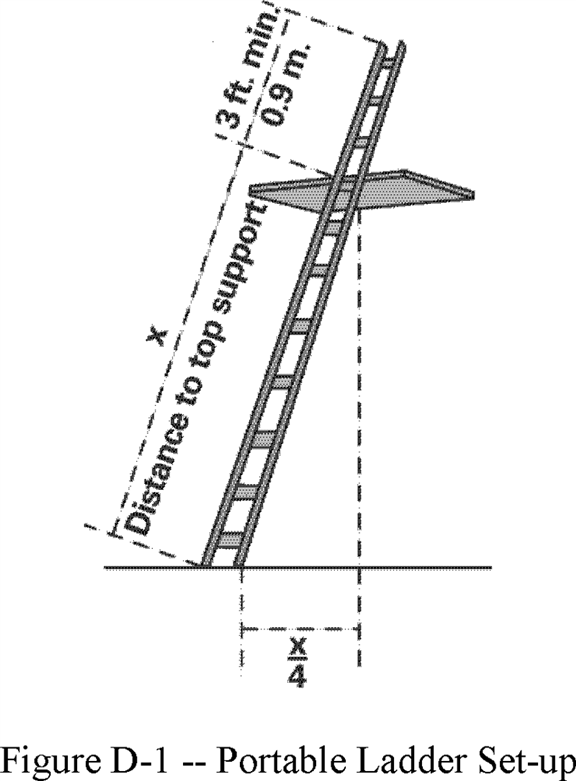 3 ft. min.
0.9 m.
x
Distance to top support
x
4
Figure D-1 -- Portable Ladder Set-up